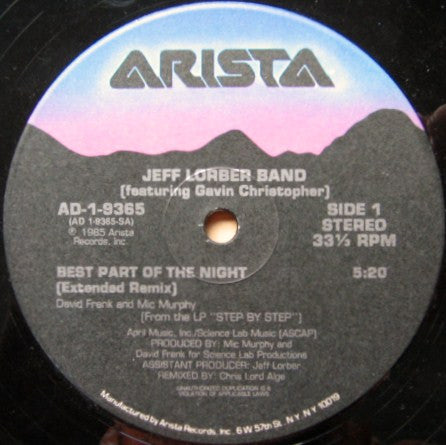 ARISTA
JEFF LORBER BAND
(featuring Gavin Christopher)
AD-1-9365
(AD 1-9365-SA)
℗ 1985 Arista
Records, Inc.
SIDE 1
STEREO
33⅓ RPM
BEST PART OF THE NIGHT 5:20
(Extended Remix)
David Frank and Mic Murphy
(From the LP "STEP BY STEP")
April Music, Inc./Science Lab Music (ASCAP)
PRODUCED BY: Mic Murphy and
David Frank for Science Lab Productions
ASSISTANT PRODUCER: Jeff Lorber
REMIXED BY: Chris Lord Alge
UNAUTHORIZED DUPLICATION IS A
VIOLATION OF APPLICABLE LAWS
Manufactured by Arista Records Inc. 6 W 57th St. N.Y. N.Y 10019